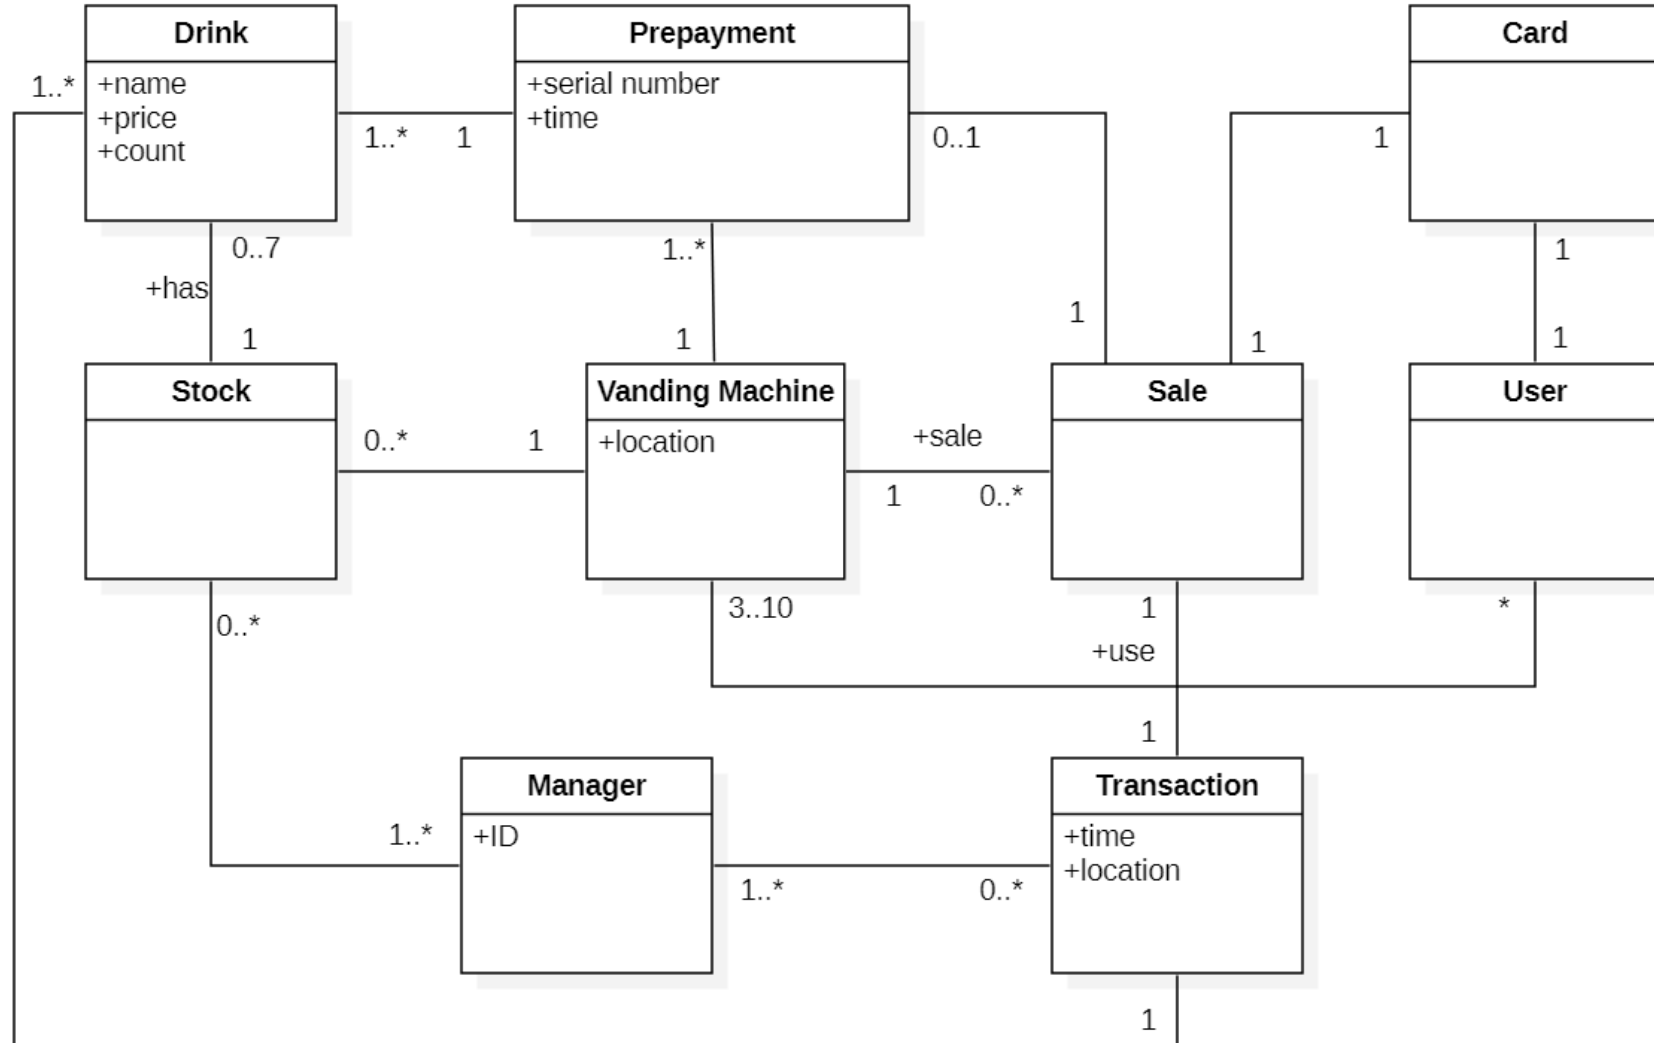 Drink
+name
+price
+count
Prepayment
+serial number
+time
Card
1..*
1..*
1
0..1
1
0..7
+has
1
1..*
1
1
1
1
1
Stock
Vanding Machine
+location
Sale
User
0..*
1
+sale
1
0..*
0..*
3..10
1
+use
1
*
Manager
+ID
Transaction
+time
+location
1..*
1..*
0..*
1